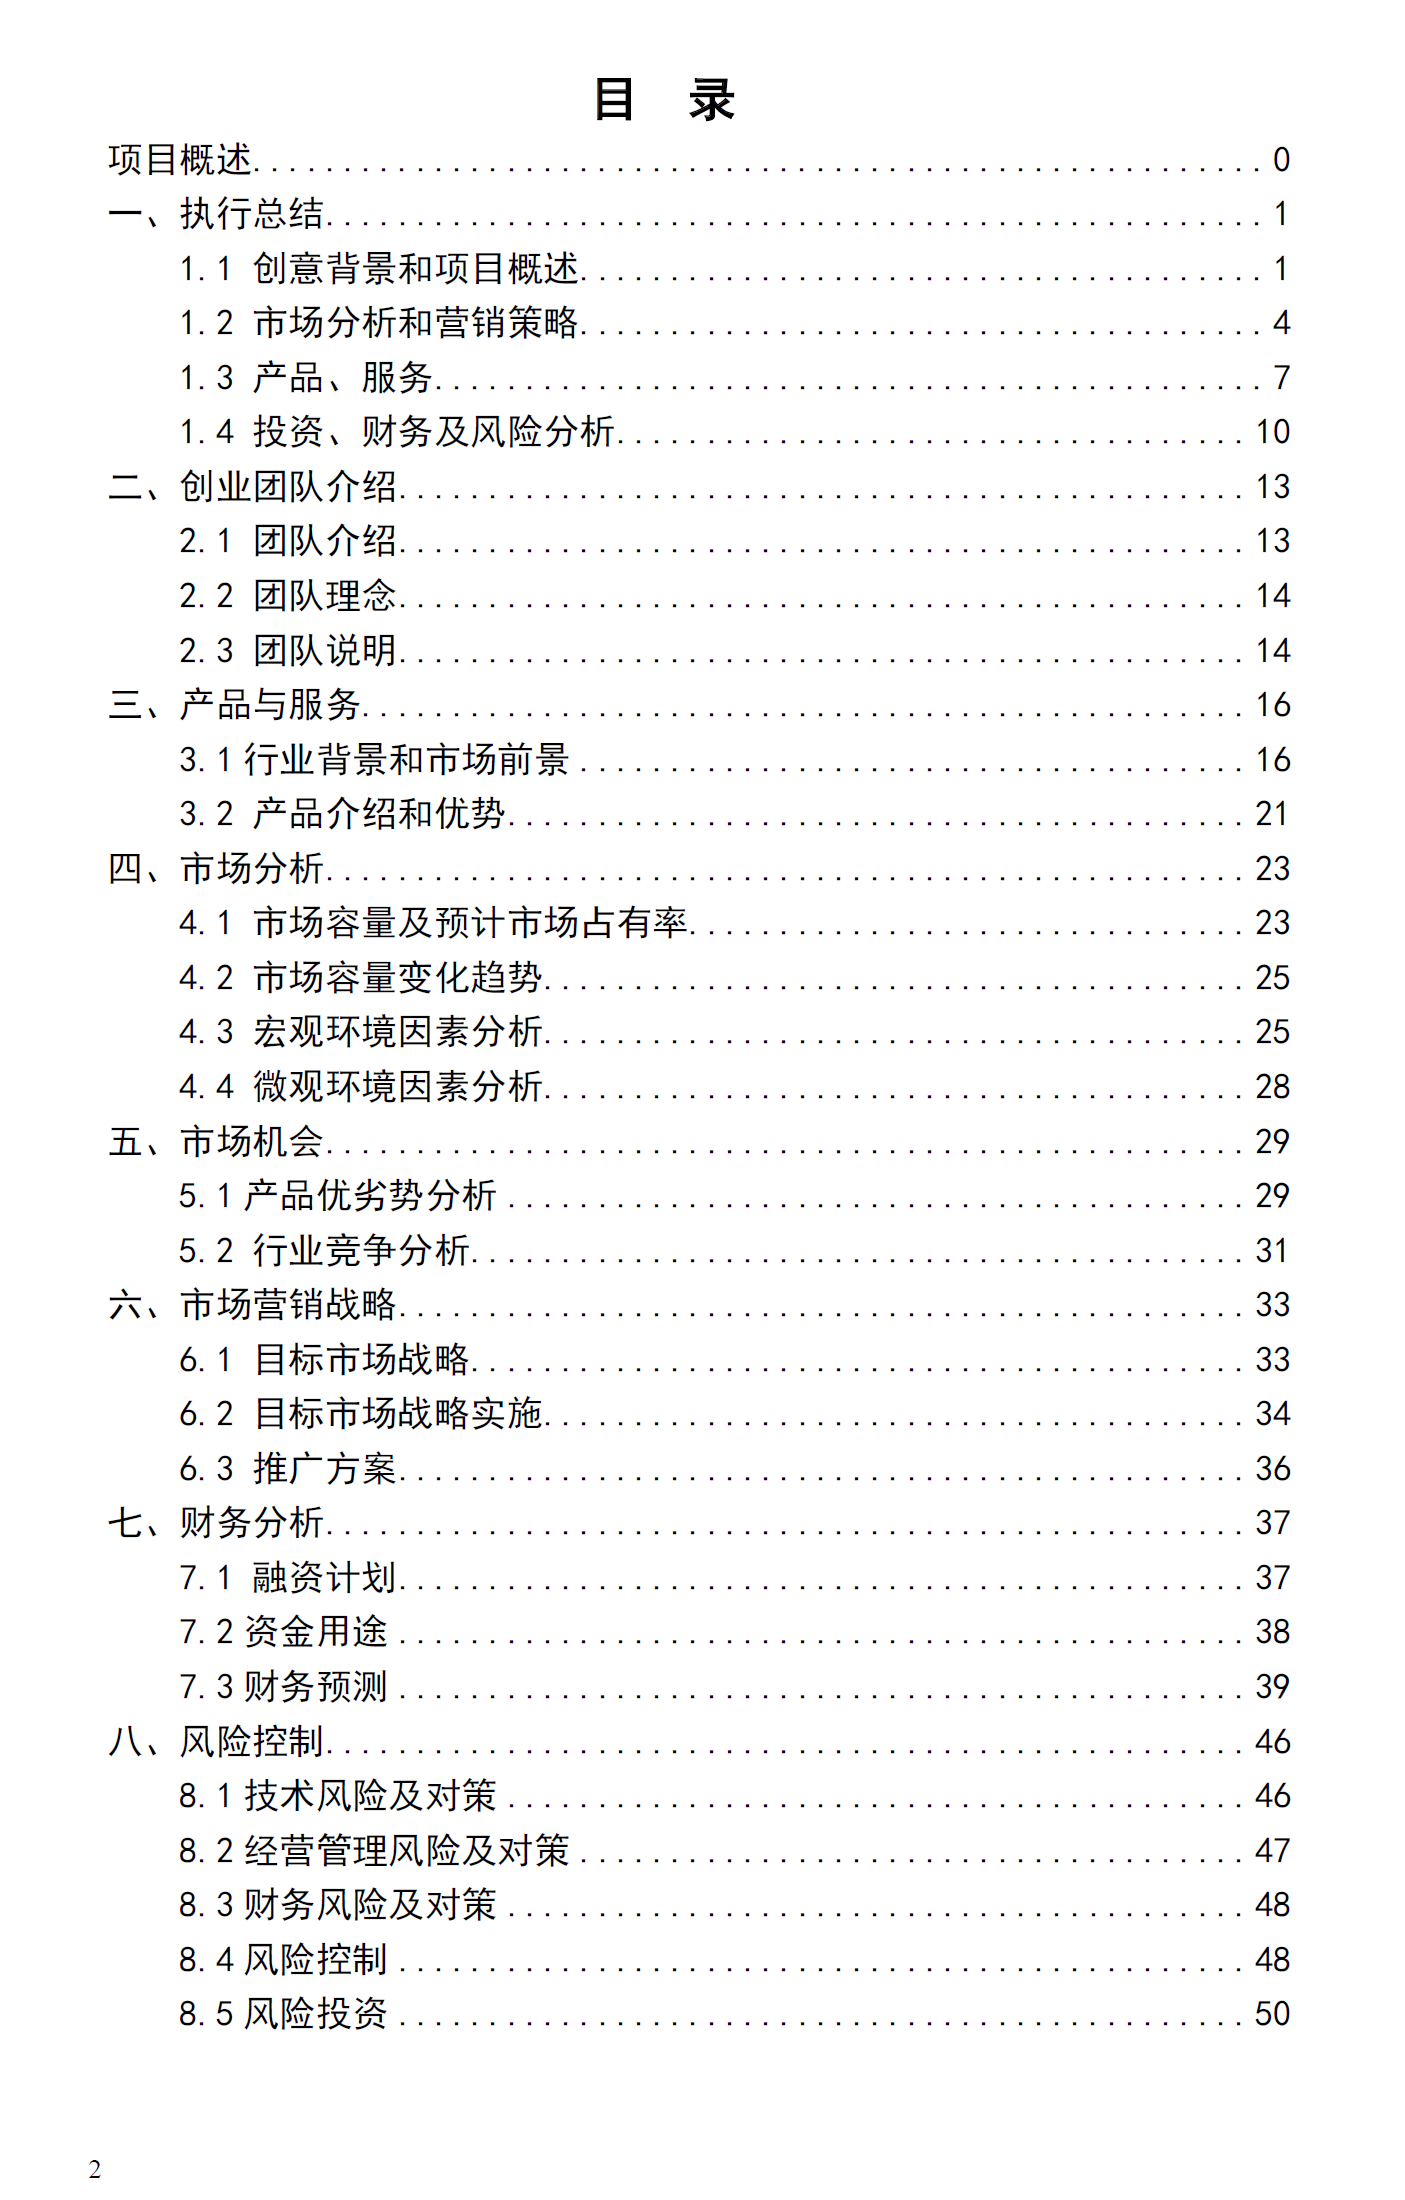 目 录
项目概述........................................................0
一、执行总结....................................................1
1.1 创意背景和项目概述......................................1
1.2 市场分析和营销策略......................................4
1.3 产品、服务..............................................7
1.4 投资、财务及风险分析...................................10
二、创业团队介绍...............................................13
2.1 团队介绍...............................................13
2.2 团队理念...............................................14
2.3 团队说明...............................................14
三、产品与服务.................................................16
3.1行业背景和市场前景.....................................16
3.2 产品介绍和优势.........................................21
四、市场分析...................................................23
4.1 市场容量及预计市场占有率...............................23
4.2 市场容量变化趋势.......................................25
4.3 宏观环境因素分析.......................................25
4.4 微观环境因素分析.......................................28
五、市场机会...................................................29
5.1产品优劣势分析.........................................29
5.2 行业竞争分析...........................................31
六、市场营销战略...............................................33
6.1 目标市场战略...........................................33
6.2 目标市场战略实施.......................................34
6.3 推广方案...............................................36
七、财务分析...................................................37
7.1 融资计划...............................................37
7.2资金用途...............................................38
7.3财务预测...............................................39
八、风险控制...................................................46
8.1技术风险及对策.........................................46
8.2经营管理风险及对策.....................................47
8.3财务风险及对策.........................................48
8.4风险控制...............................................48
8.5风险投资...............................................50
2